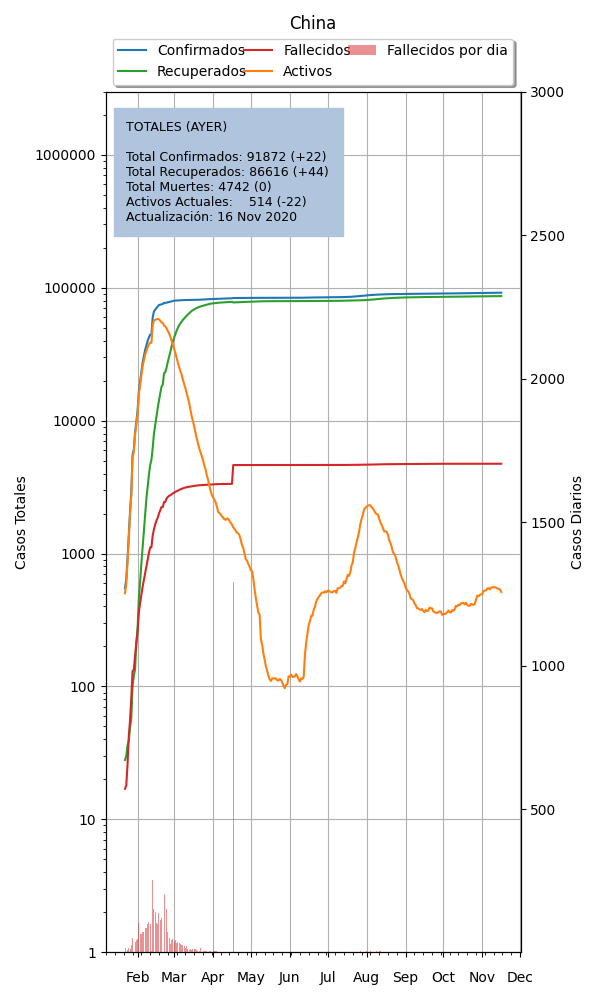 China
Confirmados Fallecidos Fallecidos por dia
Recuperados Activos
TOTALES (AYER)
Total Confirmados: 91872 (+22)
Total Recuperados: 86616 (+44)
Total Muertes: 4742 (0)
Activos Actuales: 514 (-22)
Actualización: 16 Nov 2020
Casos Totales
1000000
100000
10000
1000
100
10
1
3000
2500
2000
1500
1000
500
Casos Diarios
Feb Mar Apr May Jun Jul Aug Sep Oct Nov Dec